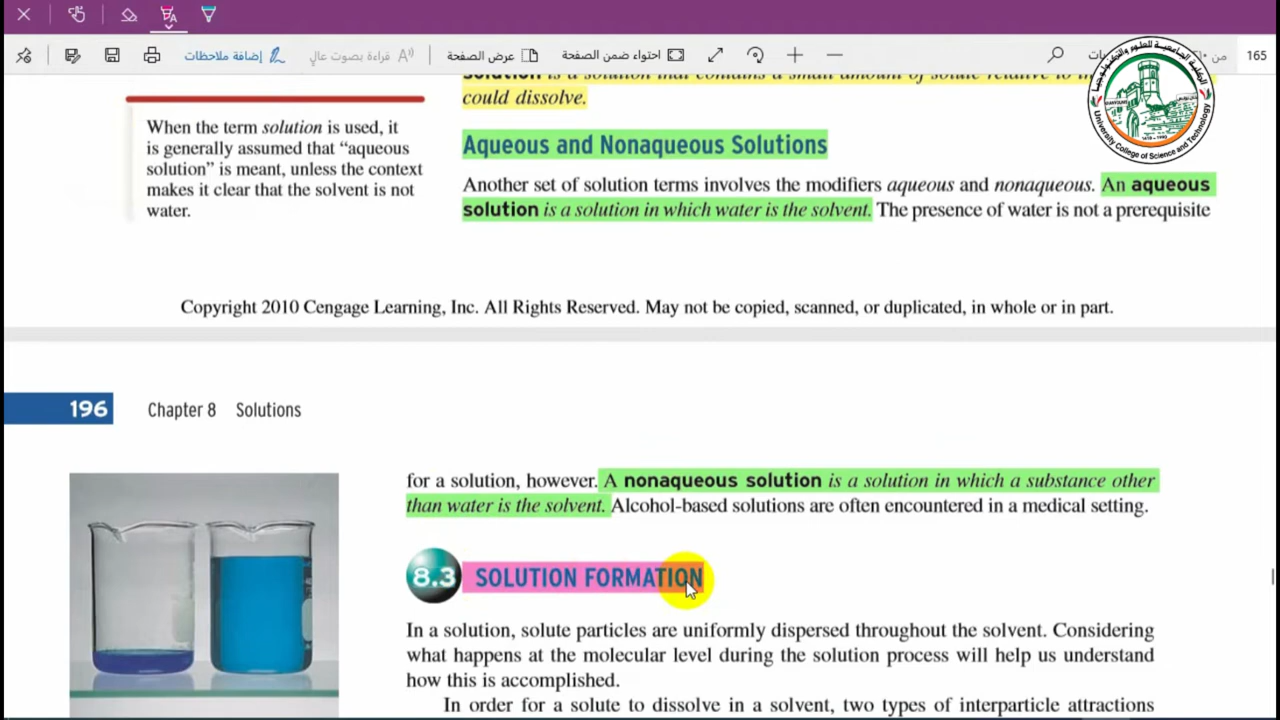 إضافة ملاحظات
قراءة بصوت عالٍ
عرض الصفحة
احتواء ضمن الصفحة
من
165
could dissolve.
When the term solution is used, it
is generally assumed that “aqueous
solution” is meant, unless the context
makes it clear that the solvent is not
water.
Aqueous and Nonaqueous Solutions
Another set of solution terms involves the modifiers aqueous and nonaqueous. An aqueous
solution is a solution in which water is the solvent. The presence of water is not a prerequisite
Copyright 2010 Cengage Learning, Inc. All Rights Reserved. May not be copied, scanned, or duplicated, in whole or in part.
196 Chapter 8 Solutions
for a solution, however. A nonaqueous solution is a solution in which a substance other
than water is the solvent. Alcohol-based solutions are often encountered in a medical setting.
8.3 SOLUTION FORMATION
In a solution, solute particles are uniformly dispersed throughout the solvent. Considering
what happens at the molecular level during the solution process will help us understand
how this is accomplished.
In order for a solute to dissolve in a solvent, two types of interparticle attractions
University College of Science and Technology